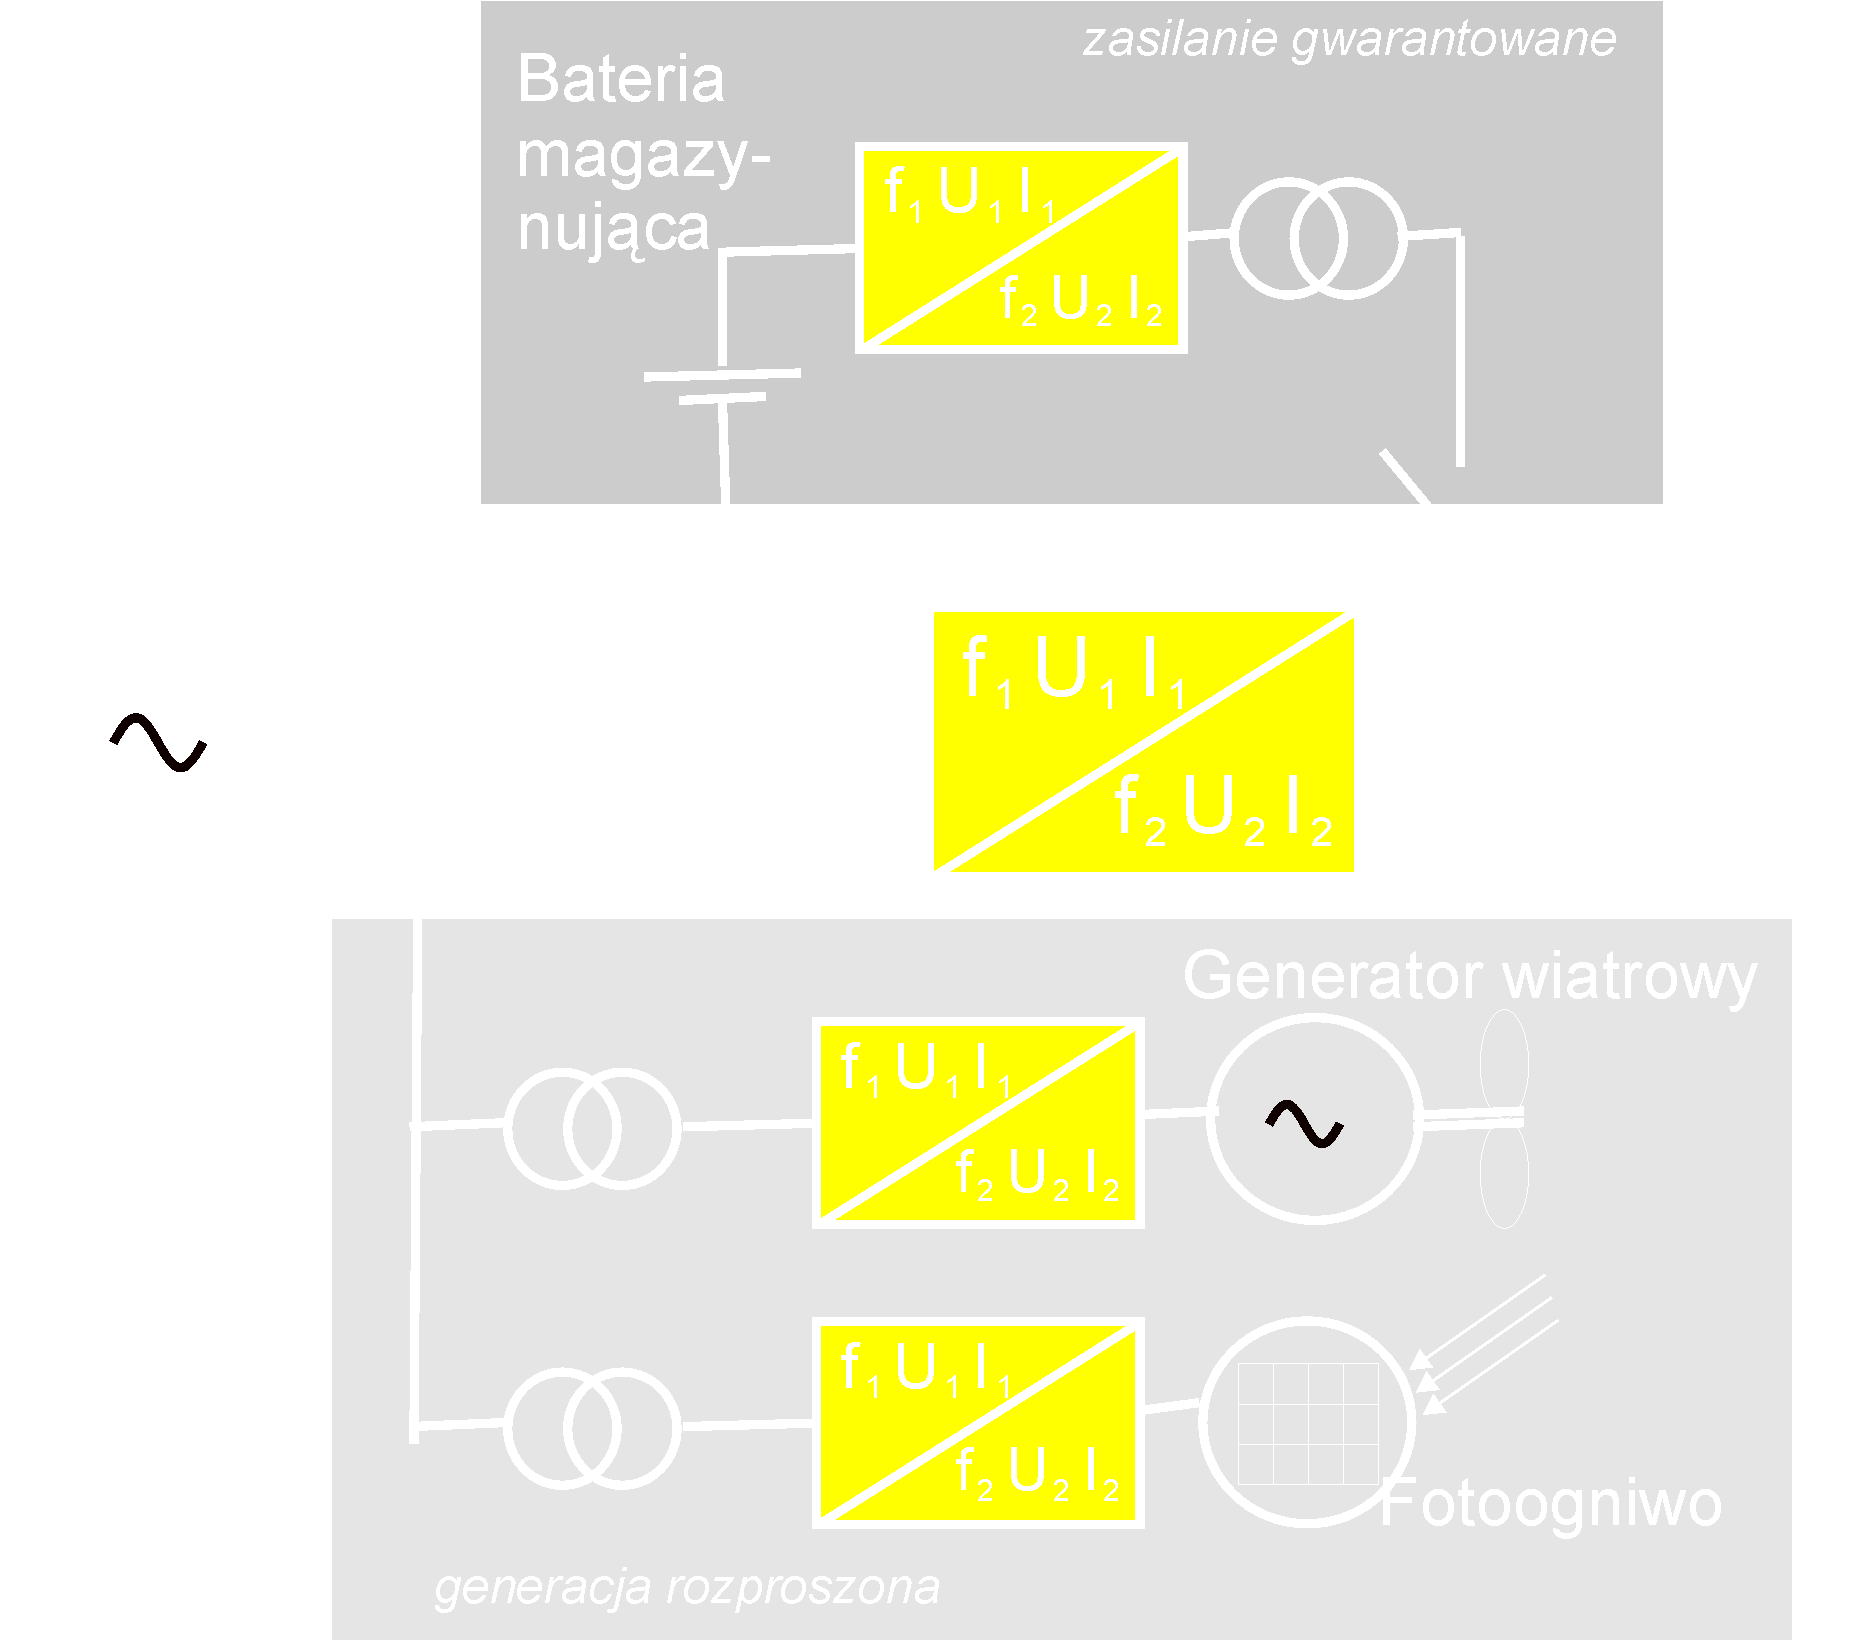 zasilanie gwarantowane
Bateria
magazy-
nująca
f₁ U₁ I₁
f₂ U₂ I₂
f₁ U₁ I₁
f₂ U₂ I₂
Generator wiatrowy
f₁ U₁ I₁
f₂ U₂ I₂
f₁ U₁ I₁
f₂ U₂ I₂
Fotoogniwo
generacja rozproszona